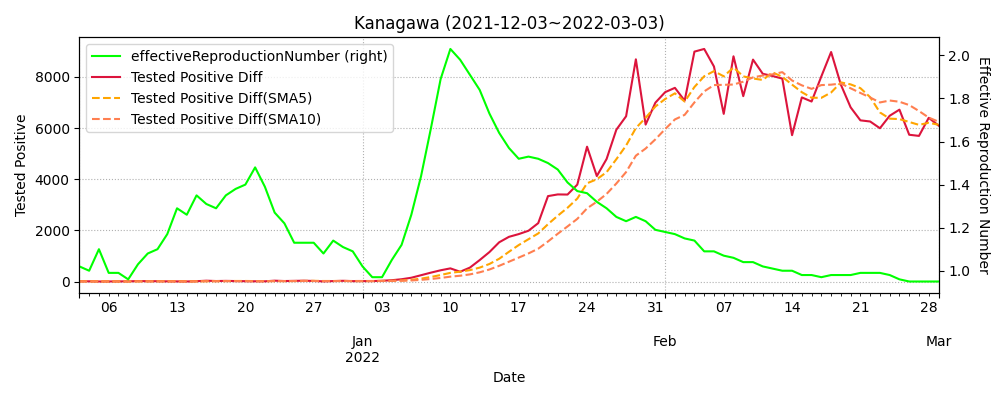 Kanagawa (2021-12-03~2022-03-03)
effectiveReproductionNumber (right)
Tested Positive Diff
Tested Positive Diff(SMA5)
Tested Positive Diff(SMA10)
Tested Positive
8000
6000
4000
2000
0
2.0
1.8
1.6
1.4
1.2
1.0
Effective Reproduction Number
06 13 20 27 03 10 17 24 31 07 14 21 28
Jan Feb Mar
2022
Date